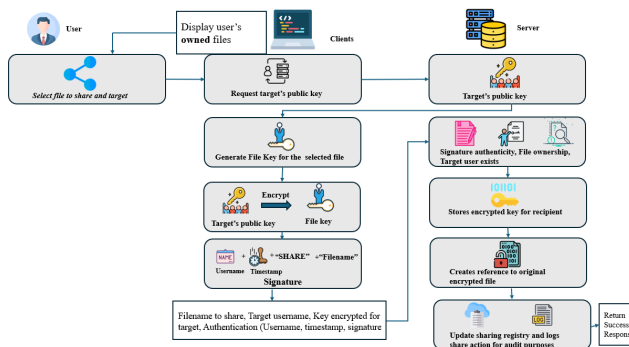 User
Display user's
owned files
Clients
Server
Select file to share and target
Request target's public key
Target's public key
Generate File Key for the selected file
Signature authenticity, File ownership,
Target user exists
Encrypt
Target's public key
File key
Stores encrypted key for recipient
NAME
+
+ "SHARE" +"Filename"
Username
Timestamp
Signature
Creates reference to original
encrypted file
Filename to share, Target username, Key encrypted for
target, Authentication (Username, timestamp, signature
LOG
Update sharing registry and logs
share action for audit purposes
Return
Success
Respons